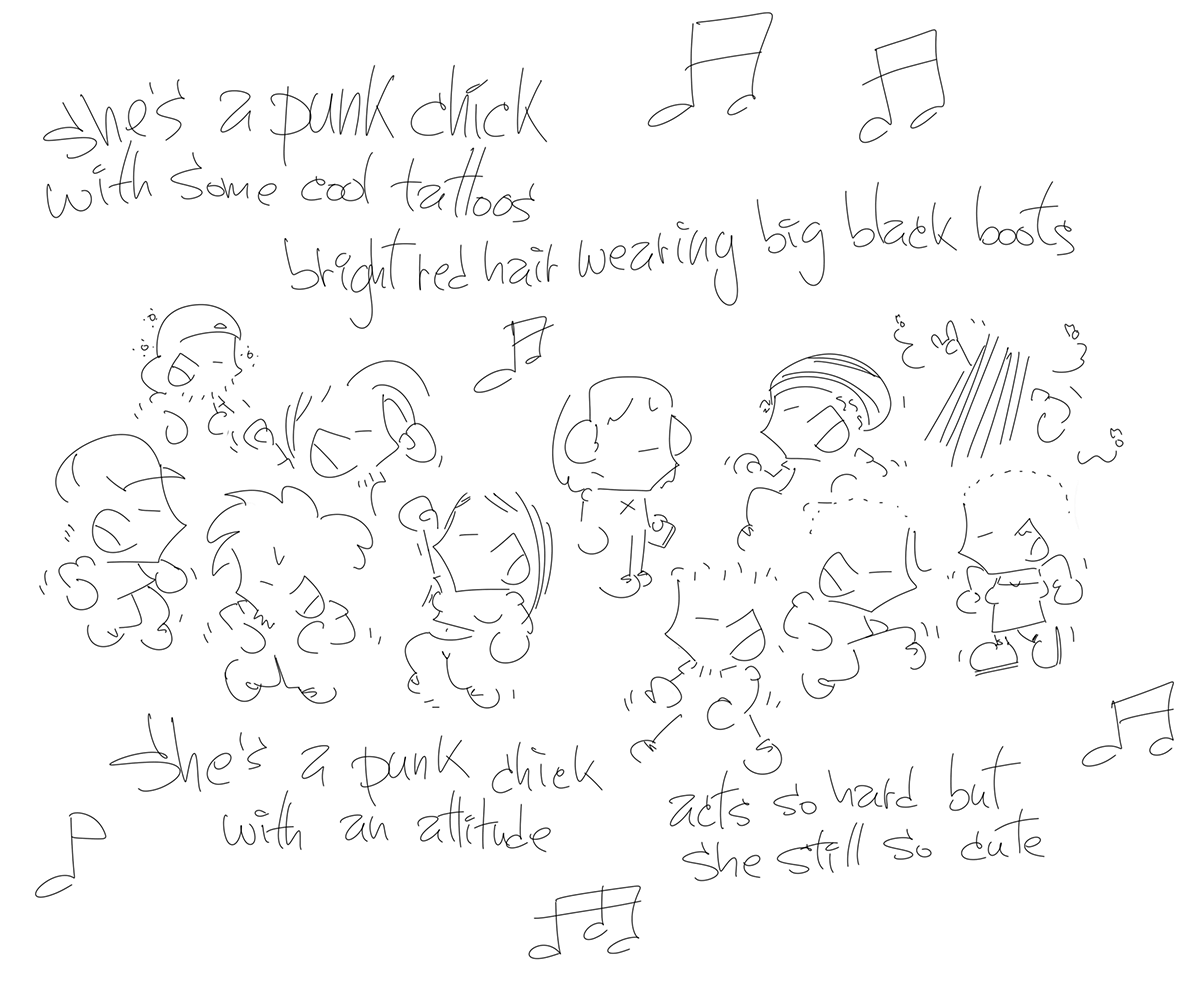 she's a punk chick
with some cool tattoos
bright red hair wearing big black boots
she's a punk chick
with an attitude
acts so hard but
she still so cute